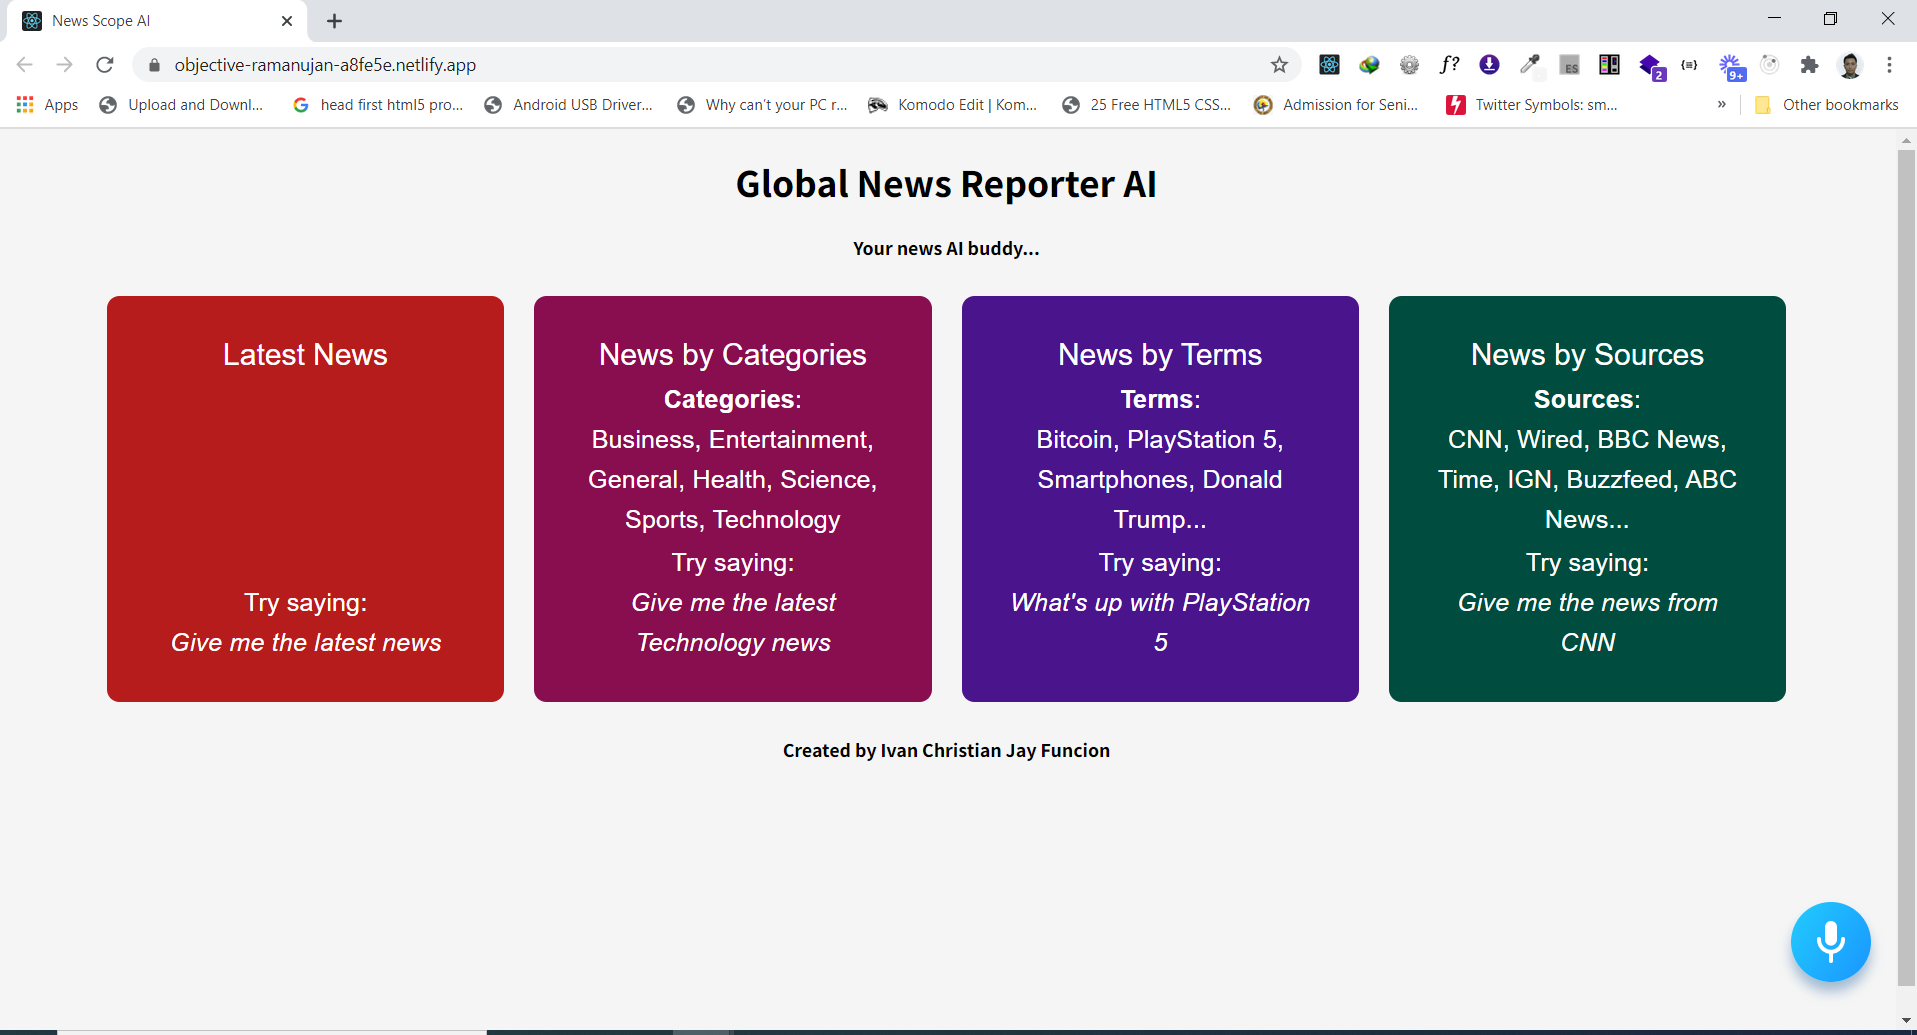 News Scope AI
objective-ramanujan-a8fe5e.netlify.app
f?
ES
2
{≡}
9+
Apps
Upload and Downl...
head first html5 pro...
Android USB Driver...
Why can't your PC r...
Komodo Edit | Kom...
25 Free HTML5 CSS...
Admission for Seni...
Twitter Symbols: sm...
»
Other bookmarks
Global News Reporter AI
Your news AI buddy...
Latest News
Try saying:
Give me the latest news
News by Categories
Categories:
Business, Entertainment,
General, Health, Science,
Sports, Technology
Try saying:
Give me the latest
Technology news
News by Terms
Terms:
Bitcoin, PlayStation 5,
Smartphones, Donald
Trump...
Try saying:
What's up with PlayStation
5
News by Sources
Sources:
CNN, Wired, BBC News,
Time, IGN, Buzzfeed, ABC
News...
Try saying:
Give me the news from
CNN
Created by Ivan Christian Jay Funcion